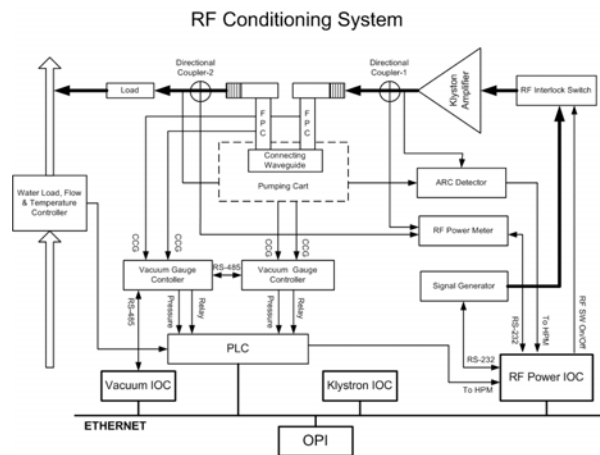 RF Conditioning System
Directional
Coupler-2
Directional
Coupler-1
Load
Klyston
Amplifier
RF Interlock Switch
F
P
C
F
P
C
Connecting
Waveguide
Pumping Cart
ARC Detector
Water Load, Flow
& Temperature
Controller
RF Power Meter
CCG
CCG
CCG
CCG
Vacuum Gauge
Contoller
RS-485
Vacuum Gauge
Controller
Signal Generator
RS-485
Pressure
Relay
Pressure
Relay
RS-232
To HPM
RF SW On/Off
PLC
RS-232
To HPM
RF Power IOC
Vacuum IOC
Klystron IOC
ETHERNET
OPI